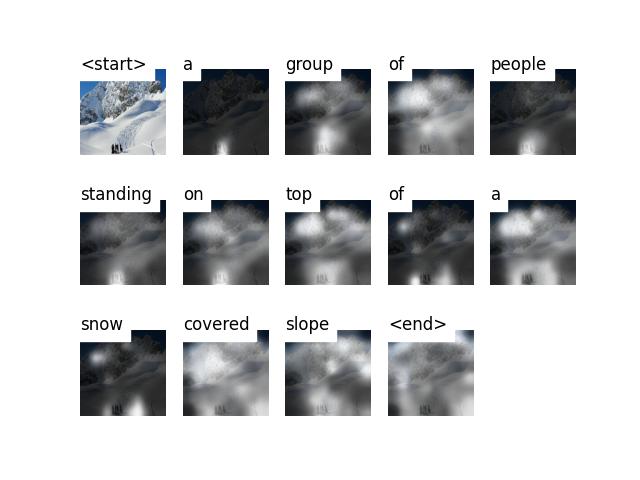 <start> a group of people
standing on top of a
snow covered slope <end>